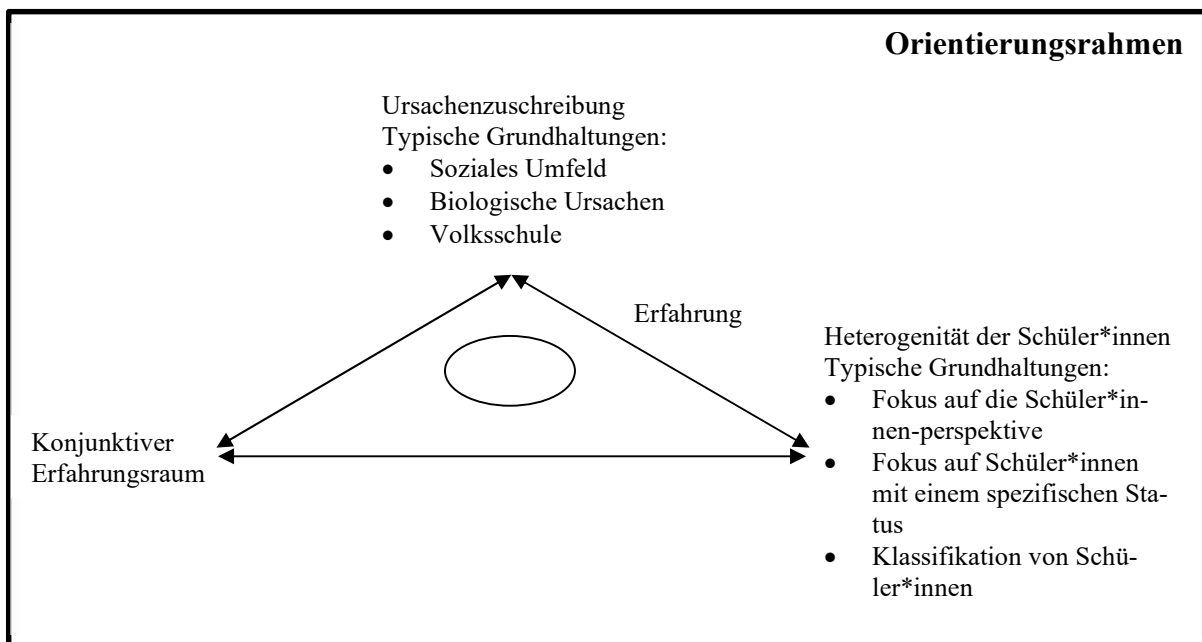 Orientierungsrahmen
Ursachenzuschreibung
Typische Grundhaltungen:
• Soziales Umfeld
• Biologische Ursachen
• Volksschule
Erfahrung
Heterogenität der Schüler*innen
Typische Grundhaltungen:
• Fokus auf die Schüler*in-
nen-perspektive
• Fokus auf Schüler*innen
mit einem spezifischen Sta-
tus
• Klassifikation von Schü-
ler*innen
Konjunktiver
Erfahrungsraum